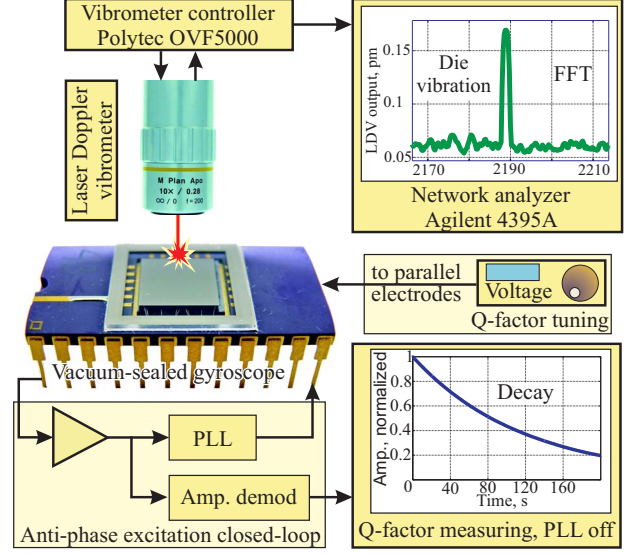 Vibrometer controller
Polytec OVF5000
Laser Doppler
vibrometer
M Plan Apo
10× / 0.28
∞ / 0 f=200
LDV output, pm
0.15
0.1
0.05
Die
vibration
FFT
2170
2190
2213
Network analyzer
Agilent 4395A
to parallel
electrodes
Voltage
Q-factor tuning
Vacuum-sealed gyroscope
PLL
Amp. demod
Anti-phase excitation closed-loop
Amp., normalized
1
0.8
0.6
0.4
0.2
0
Decay
0
40
80
120
160
Time, s
Q-factor measuring, PLL off